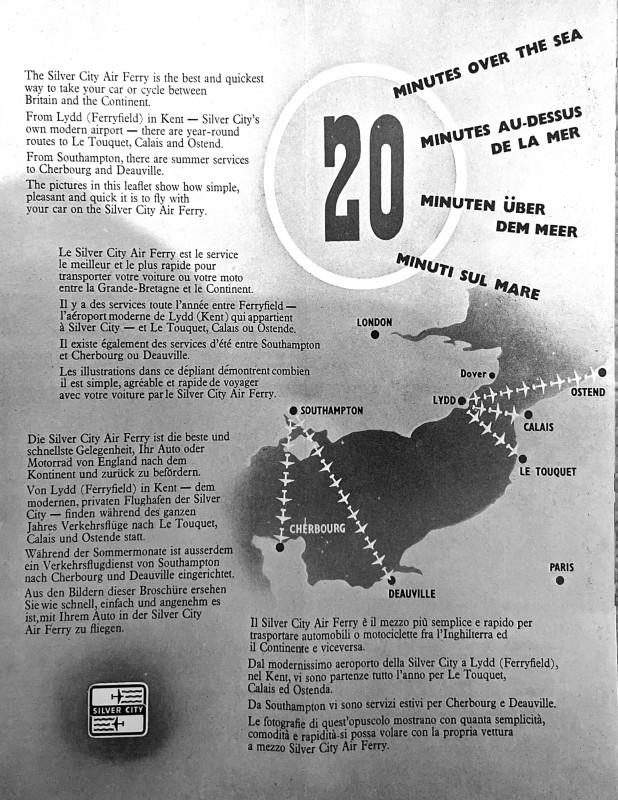 20
MINUTES OVER THE SEA
MINUTES AU-DESSUS
DE LA MER
MINUTEN ÜBER
DEM MEER
MINUTI SUL MARE
The Silver City Air Ferry is the best and quickest
way to take your car or cycle between
Britain and the Continent.
From Lydd (Ferryfield) in Kent — Silver City's
own modern airport — there are year-round
routes to Le Touquet, Calais and Ostend.
From Southampton, there are summer services
to Cherbourg and Deauville.
The pictures in this leaflet show how simple,
pleasant and quick it is to fly with
your car on the Silver City Air Ferry.
Le Silver City Air Ferry est le service
le meilleur et le plus rapide pour
transporter votre voiture ou votre moto
entre la Grande-Bretagne et le Continent.
Il y a des services toute l'année entre Ferryfield —
l'aéroport moderne de Lydd (Kent) qui appartient
à Silver City — et Le Touquet, Calais ou Ostende.
Il existe également des services d'été entre Southampton
et Cherbourg ou Deauville.
Les illustrations dans ce dépliant démontrent combien
il est simple, agréable et rapide de voyager
avec votre voiture par le Silver City Air Ferry.
Die Silver City Air Ferry ist die beste und
schnellste Gelegenheit, Ihr Auto oder
Motorrad von England nach dem
Kontinent und zurück zu befördern.
Von Lydd (Ferryfield) in Kent — dem
modernen, privaten Flughafen der Silver
City — finden während des ganzen
Jahres Verkehrsflüge nach Le Touquet,
Calais und Ostende statt.
Während der Sommermonate ist ausserdem
ein Verkehrsflugdienst von Southampton
nach Cherbourg und Deauville eingerichtet.
Aus den Bildern dieser Broschüre ersehen
Sie wie schnell, einfach und angenehm es
ist, mit Ihrem Auto in der Silver City
Air Ferry zu fliegen.
LONDON
Dover
LYDD
OSTEND
CALAIS
LE TOUQUET
SOUTHAMPTON
CHERBOURG
DEAUVILLE
PARIS
Il Silver City Air Ferry è il mezzo più semplice e rapido per
trasportare automobili o motociclette fra l'Inghilterra ed
il Continente e viceversa.
Dal modernissimo aeroporto della Silver City a Lydd (Ferryfield),
nel Kent, vi sono partenze tutto l'anno per Le Touquet,
Calais ed Ostenda.
Da Southampton vi sono servizi estivi per Cherbourg e Deauville.
Le fotografie di quest'opuscolo mostrano con quanta semplicità,
comodità e rapidità si possa volare con la propria vettura
a mezzo Silver City Air Ferry.
SILVER CITY